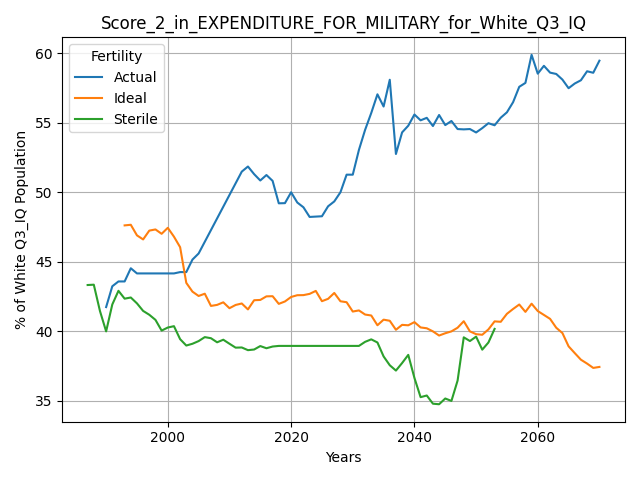 Score_2_in_EXPENDITURE_FOR_MILITARY_for_White_Q3_IQ
Fertility
Actual
Ideal
Sterile
% of White Q3_IQ Population
60
55
50
45
40
35
2000
2020
2040
2060
Years